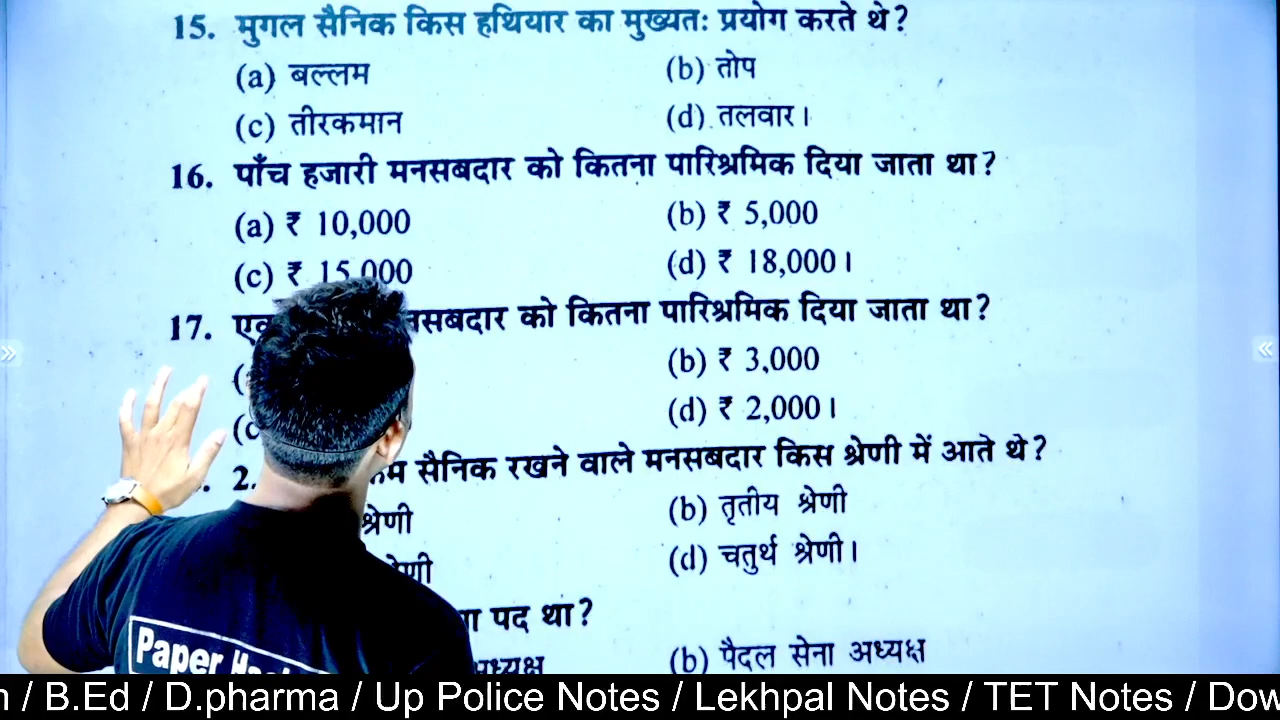 15. मुगल सैनिक किस हथियार का मुख्यतः प्रयोग करते थे?
(a) बल्लम (b) तोप
(c) तीरकमान (d) तलवार।
16. पाँच हजारी मनसबदार को कितना पारिश्रमिक दिया जाता था?
(a) ₹ 10,000 (b) ₹ 5,000
(c) ₹ 15,000 (d) ₹ 18,000।
17. को कितना पारिश्रमिक दिया जाता था?
(b) ₹ 3,000
(d) ₹ 2,000।
सैनिक रखने वाले मनसबदार किस श्रेणी में आते थे?
श्रेणी (b) तृतीय श्रेणी
(d) चतुर्थ श्रेणी।
पद था?
(b) पैदल सेना अध्यक्ष
Paper
/ B.Ed / D.pharma / Up Police Notes / Lekhpal Notes / TET Notes /